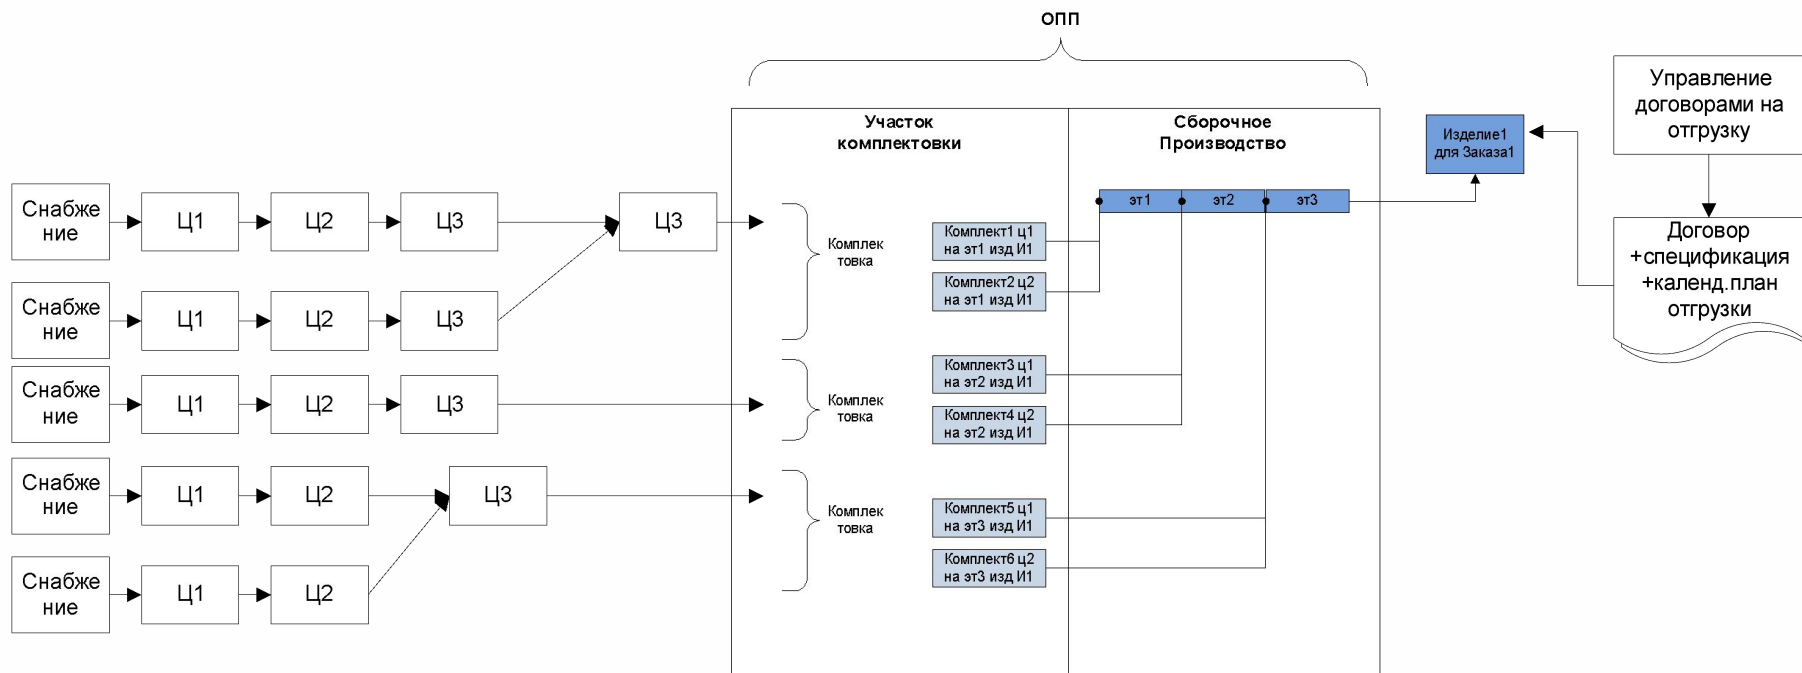 ОПП
Участок
комплектовки
Сборочное
Производство
Управление
договорами на
отгрузку
Изделие1
для Заказа1
Договор
+спецификация
+календ.план
отгрузки
эт1
эт2
эт3
Снабже
ние
Ц1
Ц2
Ц3
Ц3
Комплек
товка
Комплект1 ц1
на эт1 изд И1
Комплект2 ц2
на эт1 изд И1
Снабже
ние
Ц1
Ц2
Ц3
Снабже
ние
Ц1
Ц2
Ц3
Комплек
товка
Комплект3 ц1
на эт2 изд И1
Комплект4 ц2
на эт2 изд И1
Снабже
ние
Ц1
Ц2
Ц3
Комплек
товка
Комплект5 ц1
на эт3 изд И1
Комплект6 ц2
на эт3 изд И1
Снабже
ние
Ц1
Ц2